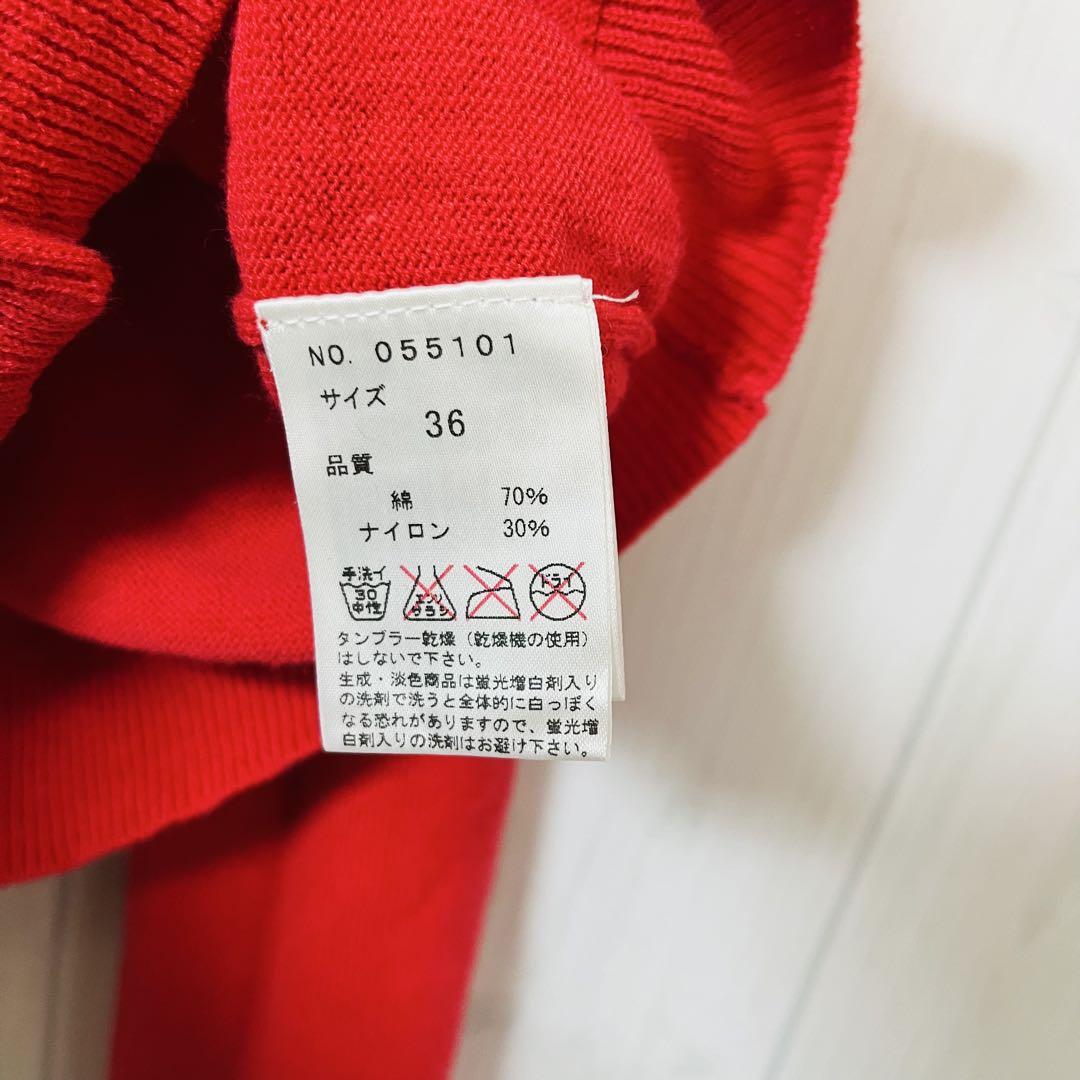 NO. 055101
サイズ
36
品質
綿 70%
ナイロン 30%
手洗イ 30 中性 エンソ サラシ ドライ
タンブラー乾燥（乾燥機の使用）
はしないで下さい。
生成・淡色商品は蛍光増白剤入り
の洗剤で洗うと全体的に白っぽく
なる恐れがありますので、蛍光増
白剤入りの洗剤はお避け下さい。